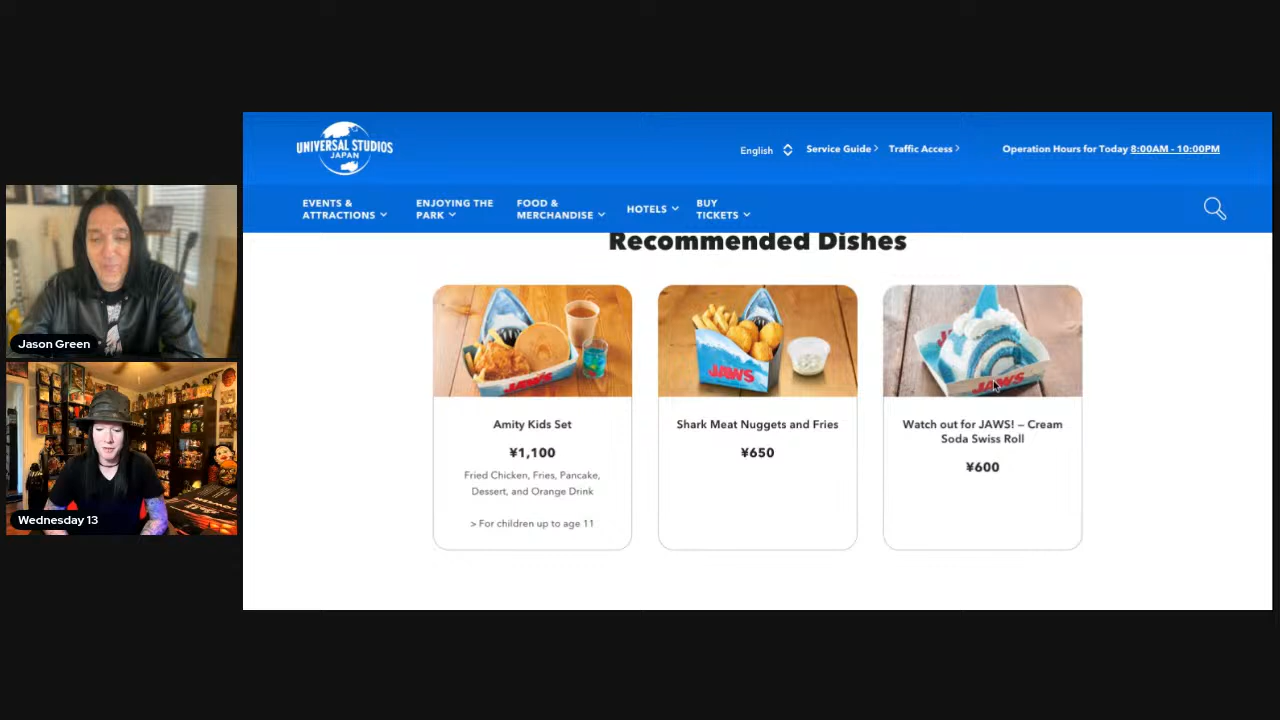 UNIVERSAL STUDIOS
JAPAN
English
Service Guide
Traffic Access
Operation Hours for Today 8:00AM - 10:00PM
EVENTS &
ATTRACTIONS
ENJOYING THE
PARK
FOOD &
MERCHANDISE
HOTELS
BUY
TICKETS
Recommended Dishes
JAWS
JAWS
JAWS
Amity Kids Set
¥1,100
Fried Chicken, Fries, Pancake,
Dessert, and Orange Drink
> For children up to age 11
Shark Meat Nuggets and Fries
¥650
Watch out for JAWS! – Cream
Soda Swiss Roll
¥600
Jason Green
Wednesday 13